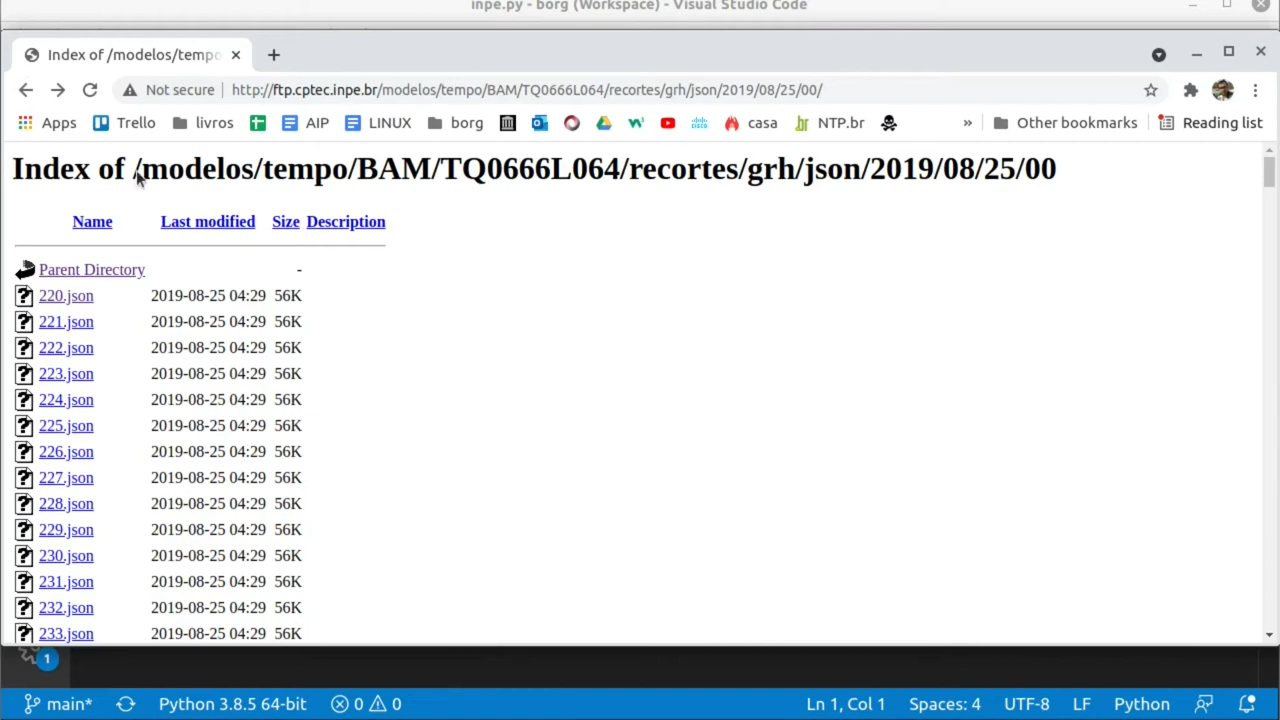 inpe.py - borg (Workspace) - Visual Studio Code
Index of /modelos/tempo
Not secure | http://ftp.cptec.inpe.br/modelos/tempo/BAM/TQ0666L064/recortes/grh/json/2019/08/25/00/
Apps Trello livros AIP LINUX borg casa NTP.br » Other bookmarks Reading list
Index of /modelos/tempo/BAM/TQ0666L064/recortes/grh/json/2019/08/25/00
Name Last modified Size Description
Parent Directory -
220.json 2019-08-25 04:29 56K
221.json 2019-08-25 04:29 56K
222.json 2019-08-25 04:29 56K
223.json 2019-08-25 04:29 56K
224.json 2019-08-25 04:29 56K
225.json 2019-08-25 04:29 56K
226.json 2019-08-25 04:29 56K
227.json 2019-08-25 04:29 56K
228.json 2019-08-25 04:29 56K
229.json 2019-08-25 04:29 56K
230.json 2019-08-25 04:29 56K
231.json 2019-08-25 04:29 56K
232.json 2019-08-25 04:29 56K
233.json 2019-08-25 04:29 56K
1
main* Python 3.8.5 64-bit 0 0 Ln 1, Col 1 Spaces: 4 UTF-8 LF Python